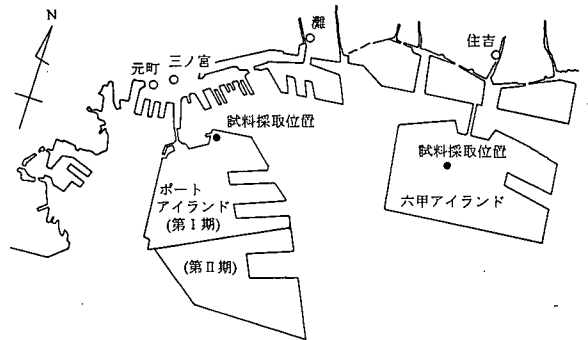 N
灘
住吉
三ノ宮
元町
試料採取位置
試料採取位置
ポート
アイランド
(第Ⅰ期)
六甲アイランド
(第Ⅱ期)